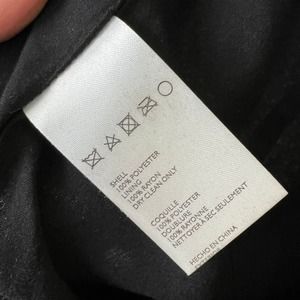 SHELL
100% POLYESTER
LINING
100% RAYON
DRY CLEAN ONLY
COQUILLE
100% POLYESTER
DOUBLURE
100% RAYON
NETTOYER À SEC SEULEMENT
HECHO EN CHINA